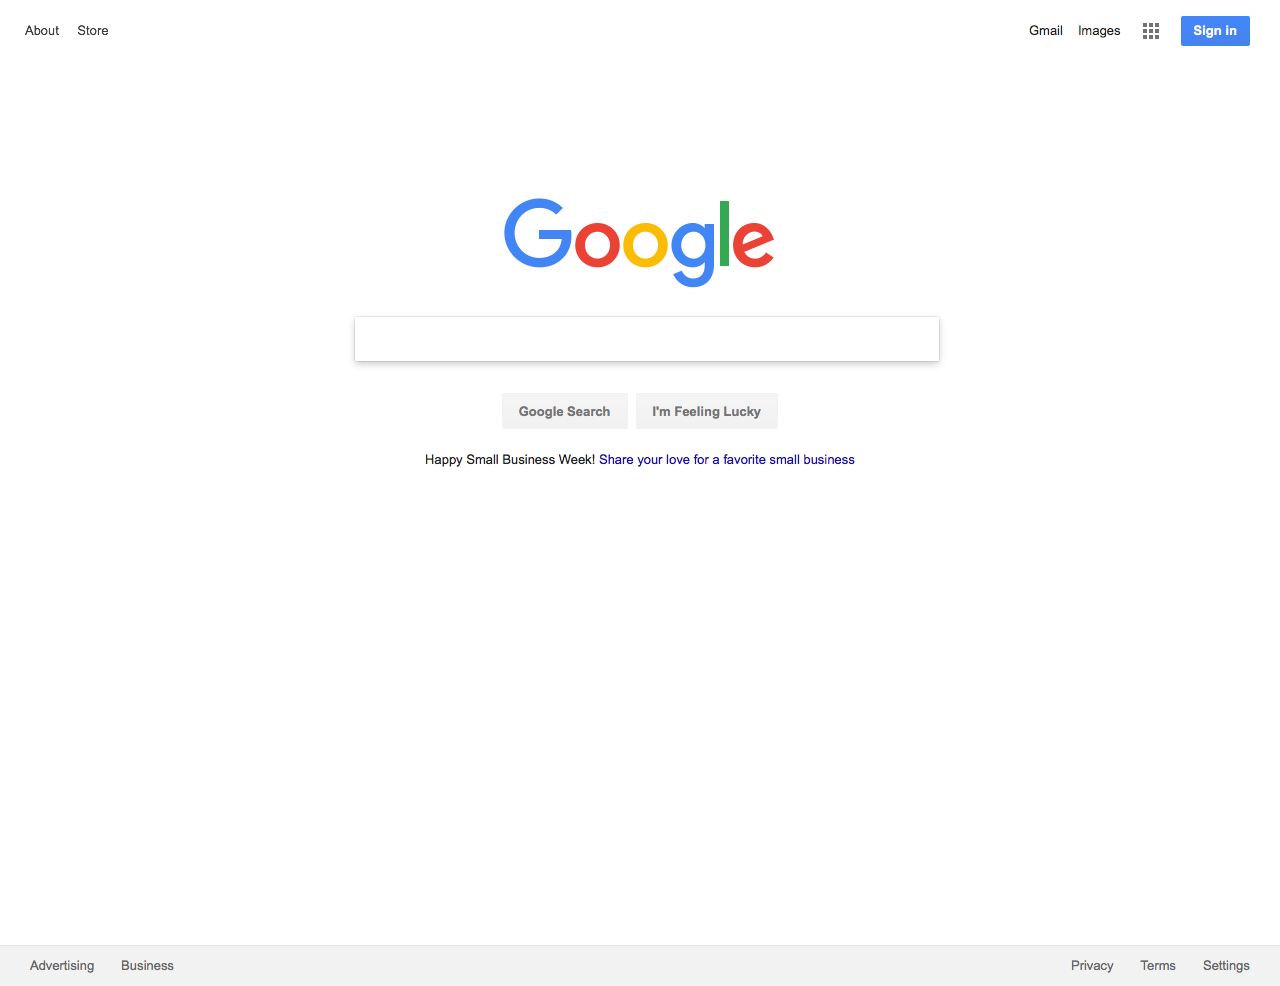 About Store Gmail Images Sign in
Google
Google Search I'm Feeling Lucky
Happy Small Business Week! Share your love for a favorite small business
Advertising Business Privacy Terms Settings